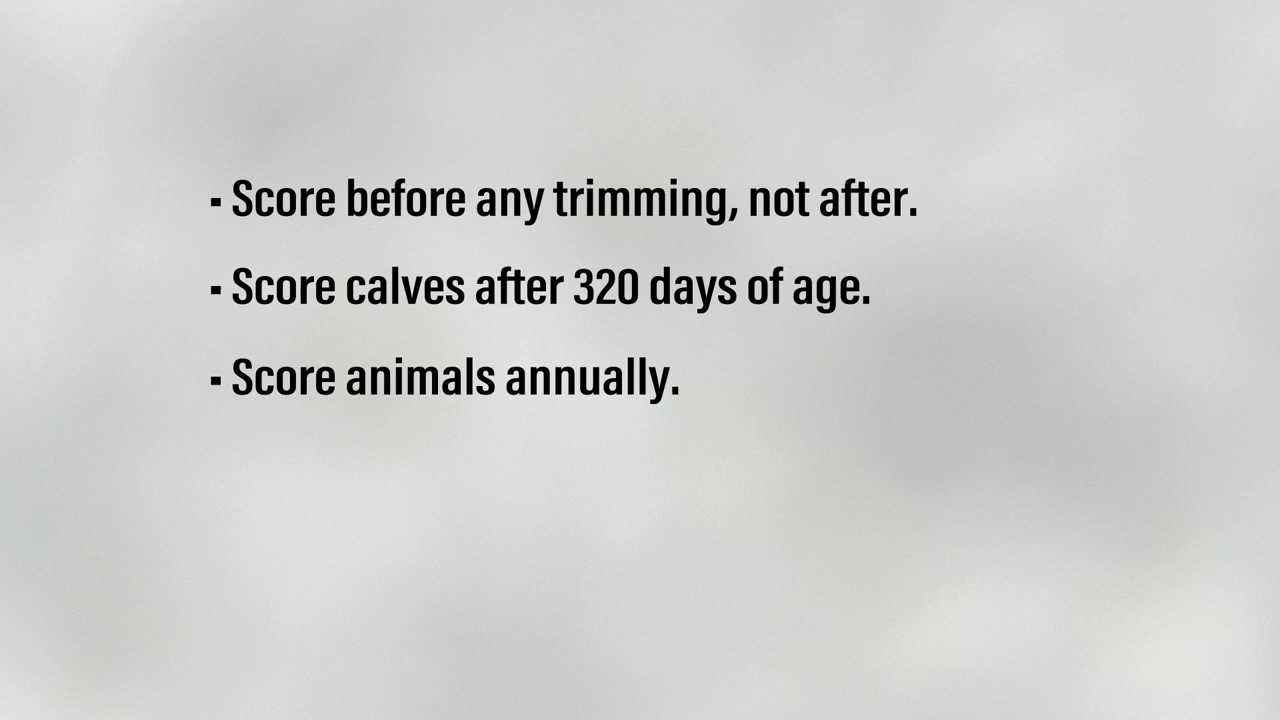 ▪ Score before any trimming, not after.
▪ Score calves after 320 days of age.
▪ Score animals annually.